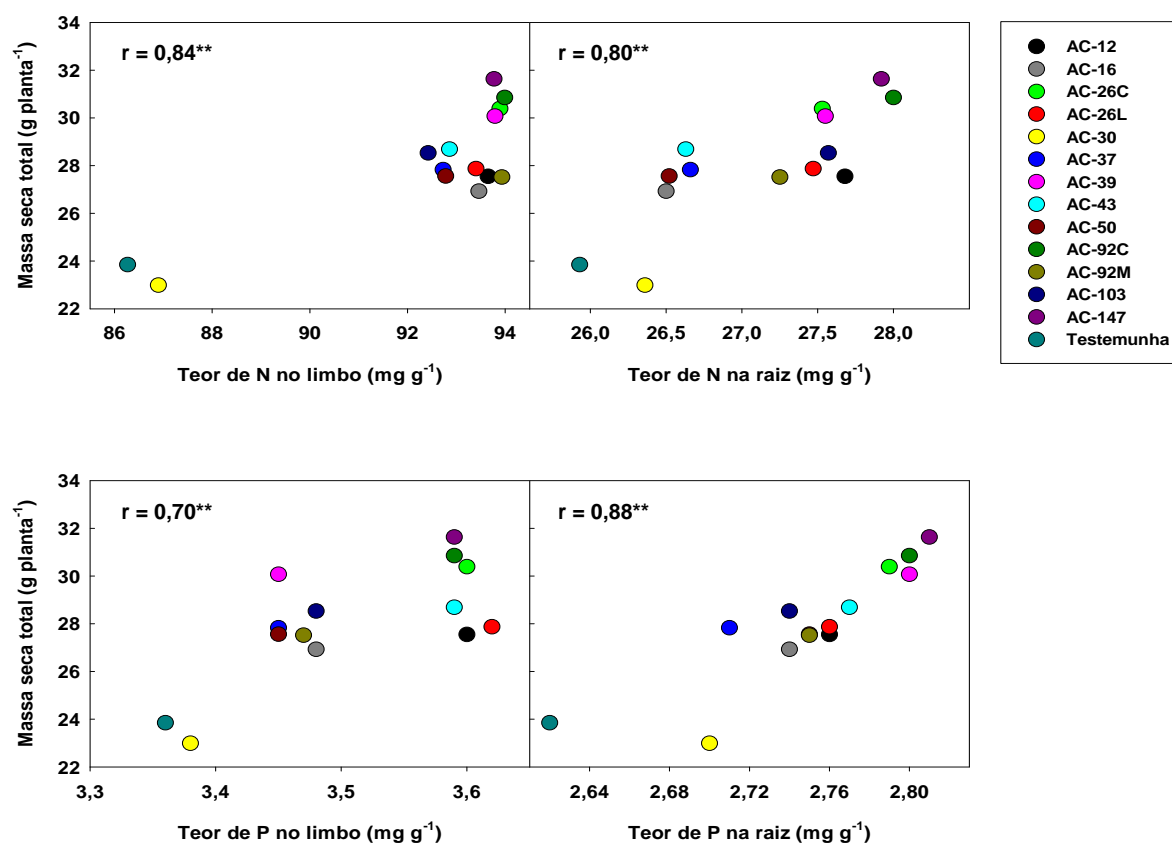 r = 0,84**
r = 0,80**
Massa seca total (g planta⁻¹)
34
32
30
28
26
24
22
86 88 90 92 94
26,0 26,5 27,0 27,5 28,0
Teor de N no limbo (mg g⁻¹)
Teor de N na raiz (mg g⁻¹)
AC-12
AC-16
AC-26C
AC-26L
AC-30
AC-37
AC-39
AC-43
AC-50
AC-92C
AC-92M
AC-103
AC-147
Testemunha
r = 0,70**
r = 0,88**
Massa seca total (g planta⁻¹)
34
32
30
28
26
24
22
3,3 3,4 3,5 3,6
2,64 2,68 2,72 2,76 2,80
Teor de P no limbo (mg g⁻¹)
Teor de P na raiz (mg g⁻¹)